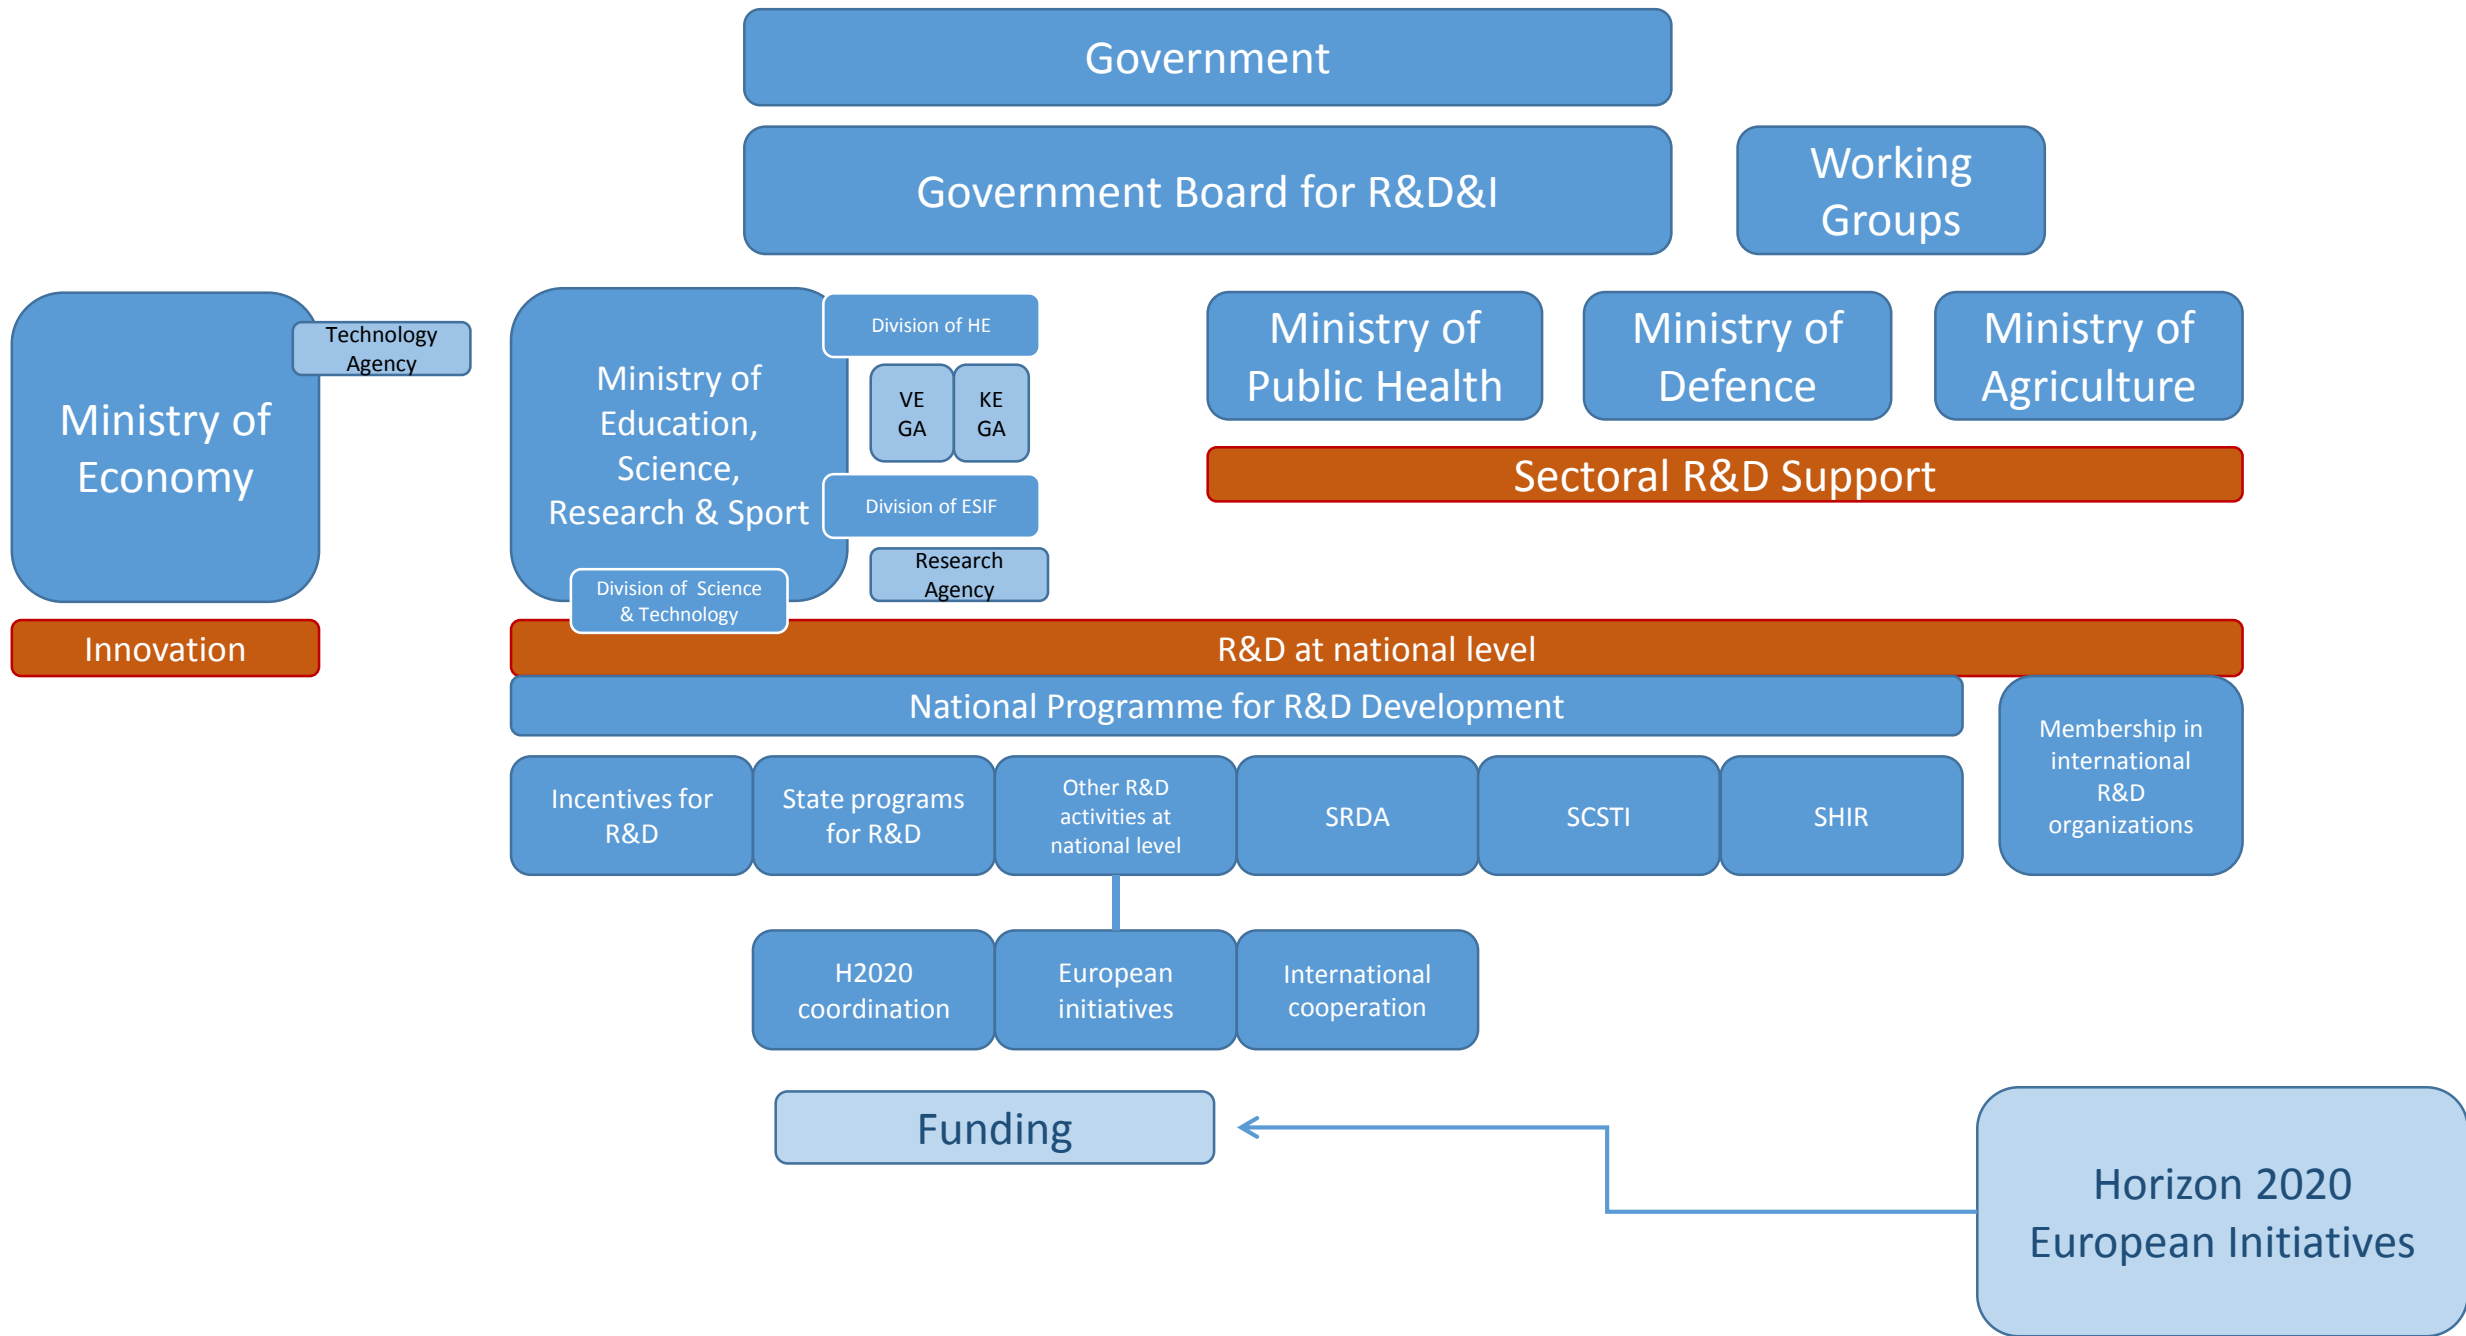 Government
Government Board for R&D&I
Working
Groups
Ministry of
Economy
Technology
Agency
Innovation
Ministry of
Education,
Science,
Research & Sport
Division of HE
VE
GA
KE
GA
Division of ESIF
Research
Agency
Division of  Science
& Technology
Ministry of
Public Health
Ministry of
Defence
Ministry of
Agriculture
Sectoral R&D Support
R&D at national level
National Programme for R&D Development
Membership in
international
R&D
organizations
Incentives for
R&D
State programs
for R&D
Other R&D
activities at
national level
SRDA
SCSTI
SHIR
H2020
coordination
European
initiatives
International
cooperation
Funding
Horizon 2020
European Initiatives